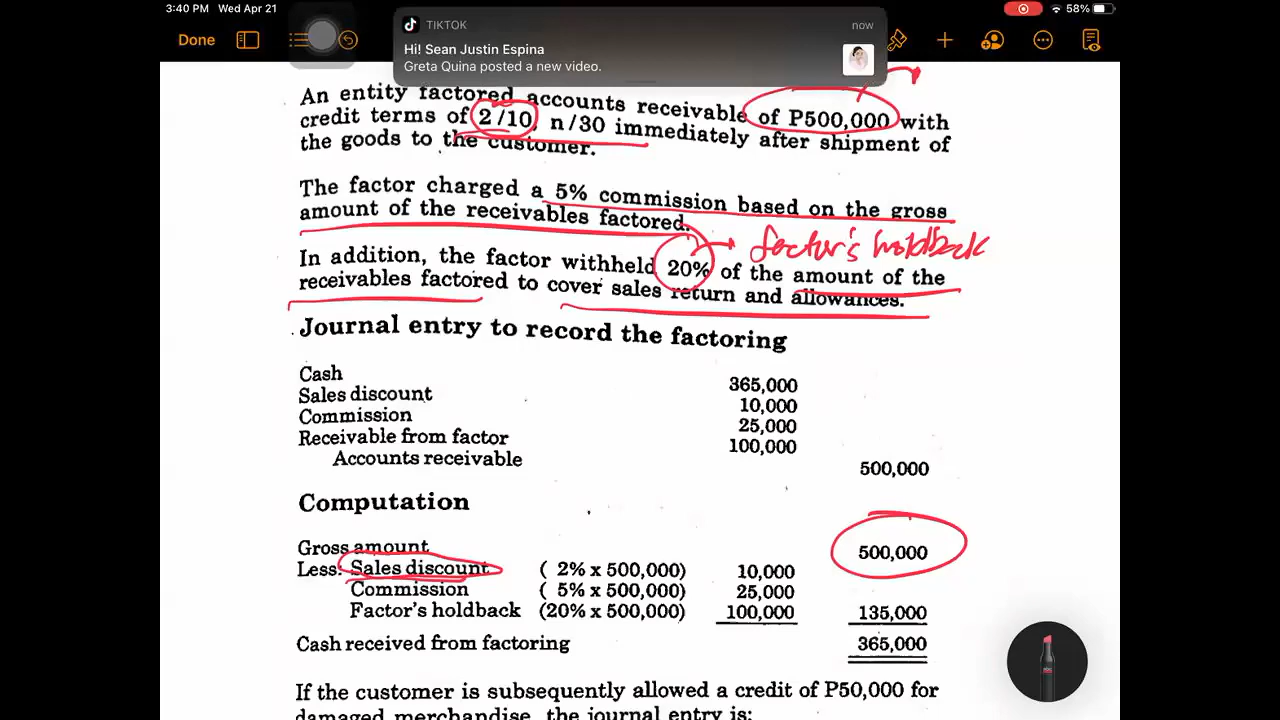 3:40 PM Wed Apr 21
58%
Done
TIKTOK
now
Hi! Sean Justin Espina
Greta Quina posted a new video.
An entity factored accounts receivable of P500,000 with
credit terms of 2/10, n/30 immediately after shipment of
the goods to the customer.
The factor charged a 5% commission based on the gross
amount of the receivables factored.
factor's holdback
In addition, the factor withheld 20% of the amount of the
receivables factored to cover sales return and allowances.
Journal entry to record the factoring
Cash 365,000
Sales discount 10,000
Commission 25,000
Receivable from factor 100,000
Accounts receivable 500,000
Computation
Gross amount 500,000
Less: Sales discount ( 2% x 500,000) 10,000
Commission ( 5% x 500,000) 25,000
Factor's holdback (20% x 500,000) 100,000 135,000
Cash received from factoring 365,000
If the customer is subsequently allowed a credit of P50,000 for
damaged merchandise, the journal entry is: